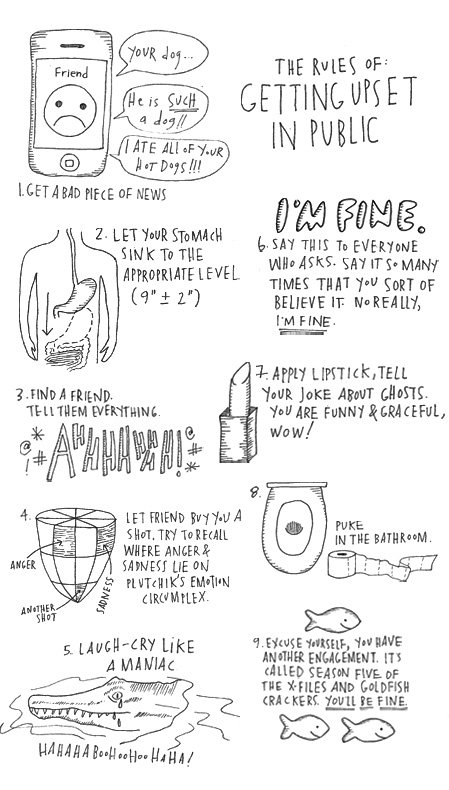 THE RULES OF:
GETTING UPSET
IN PUBLIC
Friend
YOUR DOG...
He is SUCH
a dog!!
I ATE ALL OF YOUR
HOT DOGS!!!
1. GET A BAD PIECE OF NEWS
2. LET YOUR STOMACH
SINK TO THE
APPROPRIATE LEVEL
(9" ± 2")
3. FIND A FRIEND.
TELL THEM EVERYTHING.
@!*#AHHHHHHH!#@!*
4.
LET FRIEND BUY YOU A
SHOT. TRY TO RECALL
WHERE ANGER &
SADNESS LIE ON
PLUTCHIK'S EMOTION
CIRCUMPLEX.
ANGER
ANOTHER
SHOT
SADNESS
5. LAUGH-CRY LIKE
A MANIAC
HAHAHABOOHOOHOOHAHA!
I'M FINE.
6. SAY THIS TO EVERYONE
WHO ASKS. SAY IT SO MANY
TIMES THAT YOU SORT OF
BELIEVE IT. NO REALLY,
I'M FINE.
7. APPLY LIPSTICK, TELL
YOUR JOKE ABOUT GHOSTS.
YOU ARE FUNNY & GRACEFUL,
WOW!
8.
PUKE
IN THE BATHROOM.
9. EXCUSE YOURSELF, YOU HAVE
ANOTHER ENGAGEMENT. IT'S
CALLED SEASON FIVE OF
THE X-FILES AND GOLDFISH
CRACKERS. YOU'LL BE FINE.